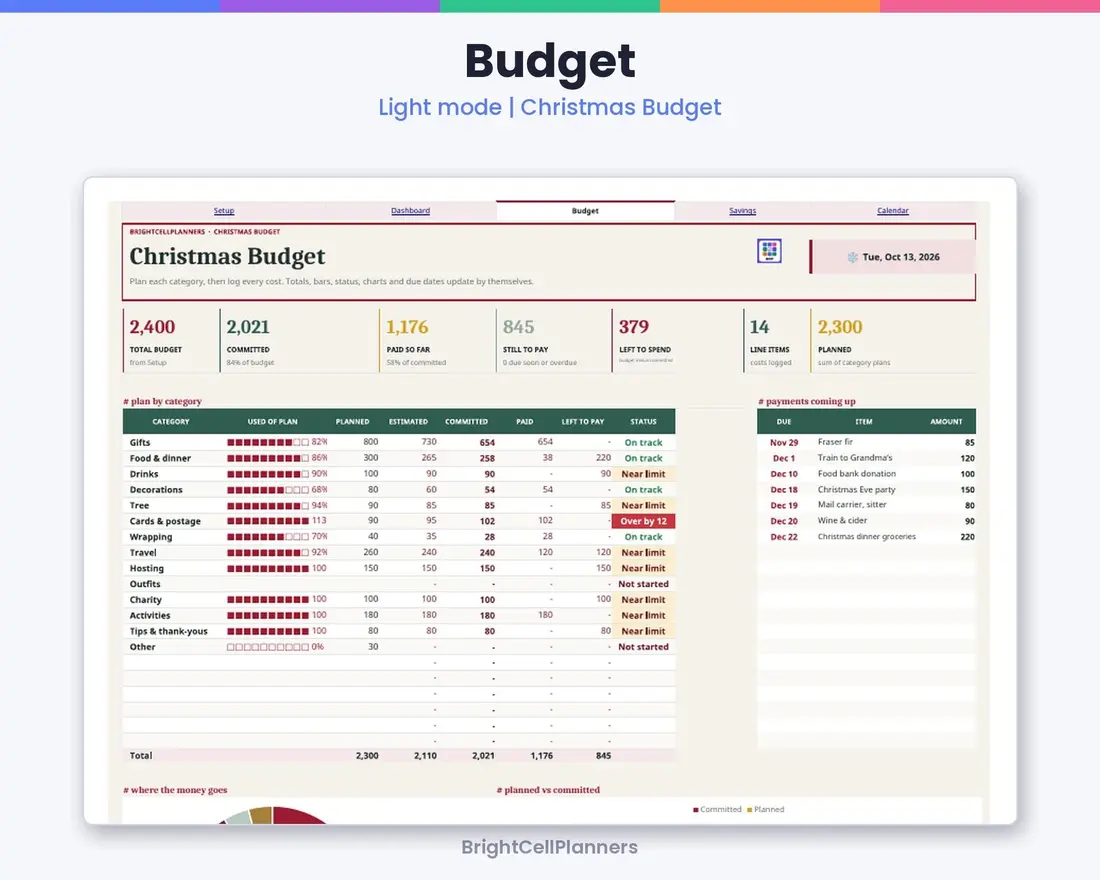 Budget
Light mode | Christmas Budget
Setup Dashboard Budget Savings Calendar
BRIGHTCELLPLANNERS · CHRISTMAS BUDGET
Christmas Budget
Plan each category, then log every cost. Totals, bars, status, charts and due dates update by themselves.
Tue, Oct 13, 2026
2,400 2,021 1,176 845 379 14 2,300
TOTAL BUDGET COMMITTED PAID SO FAR STILL TO PAY LEFT TO SPEND LINE ITEMS PLANNED
from Setup 84% of budget 58% of committed 0 due soon or overdue costs logged sum of category plans
# plan by category # payments coming up
CATEGORY USED OF PLAN PLANNED ESTIMATED COMMITTED PAID LEFT TO PAY STATUS DUE ITEM AMOUNT
Gifts ■■■■■■■■□□ 82% 800 730 654 654 - On track Nov 29 Fraser fir 85
Food & dinner ■■■■■■■■■□ 86% 300 265 258 38 220 On track Dec 1 Train to Grandma's 120
Drinks ■■■■■■■■■□ 90% 100 90 90 - 90 Near limit Dec 10 Food bank donation 100
Decorations ■■■■■■■□□□ 68% 80 60 54 54 - On track Dec 18 Christmas Eve party 150
Tree ■■■■■■■■■□ 94% 90 85 85 - 85 Near limit Dec 19 Mail carrier, sitter 80
Cards & postage ■■■■■■■■■■ 113 90 95 102 102 - Over by 12 Dec 20 Wine & cider 90
Wrapping ■■■■■■■□□□ 70% 40 35 28 28 - On track Dec 22 Christmas dinner groceries 220
Travel ■■■■■■■■■□ 92% 260 240 240 120 120 Near limit
Hosting ■■■■■■■■■■ 100 150 150 150 - 150 Near limit
Outfits - - - - Not started
Charity ■■■■■■■■■■ 100 100 100 100 - 100 Near limit
Activities ■■■■■■■■■■ 100 180 180 180 180 - Near limit
Tips & thank-yous ■■■■■■■■■■ 100 80 80 80 - 80 Near limit
Other □□□□□□□□□□ 0% 30 - - - - Not started
- - - -
- - - -
- - - -
- - - -
- - - -
- - - -
Total 2,300 2,110 2,021 1,176 845
# where the money goes # planned vs committed
Committed Planned
BrightCellPlanners